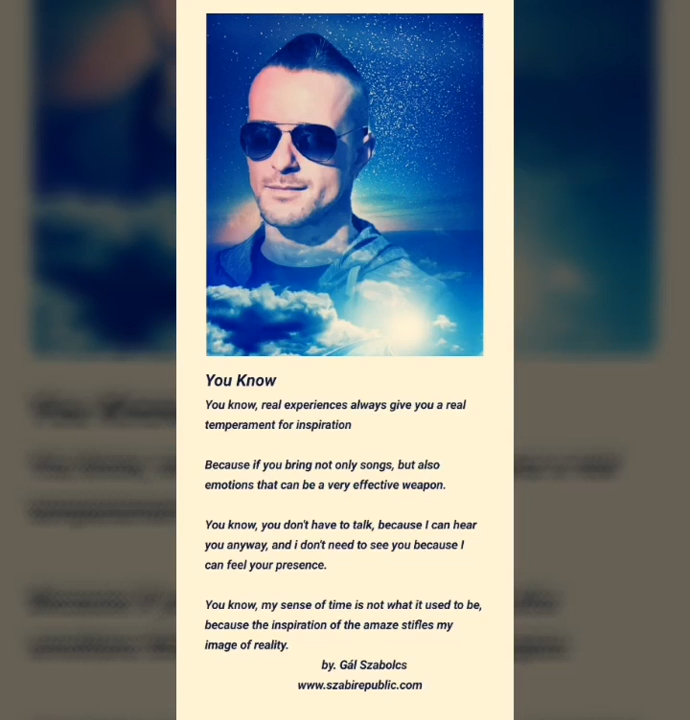 You Know
You know, real experiences always give you a real
temperament for inspiration
Because if you bring not only songs, but also
emotions that can be a very effective weapon.
You know, you don't have to talk, because I can hear
you anyway, and i don't need to see you because I
can feel your presence.
You know, my sense of time is not what it used to be,
because the inspiration of the amaze stifles my
image of reality.
by. Gál Szabolcs
www.szabirepublic.com